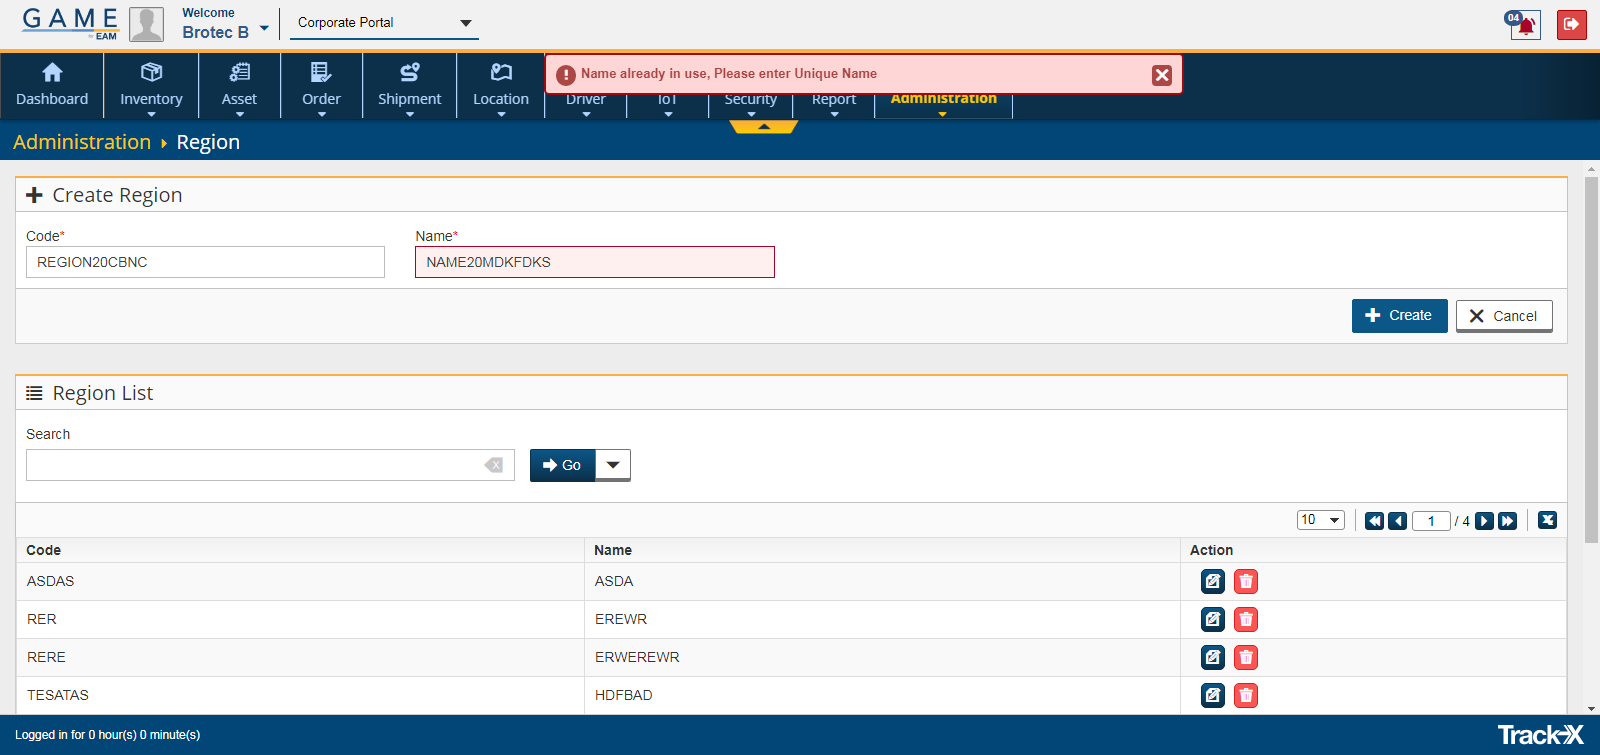 GAME
EAM
Welcome
Brotec B
Corporate Portal
04
Name already in use, Please enter Unique Name
Dashboard
Inventory
Asset
Order
Shipment
Location
Driver
IoT
Security
Report
Administration
Administration Region
Create Region
Code*
Name*
REGION20CBNC
NAME20MDKFDKS
Create
Cancel
Region List
Search
Go
10
1 / 4
Code Name Action
ASDAS ASDA
RER EREWR
RERE ERWEREWR
TESATAS HDFBAD
Logged in for 0 hour(s) 0 minute(s)
Track-X